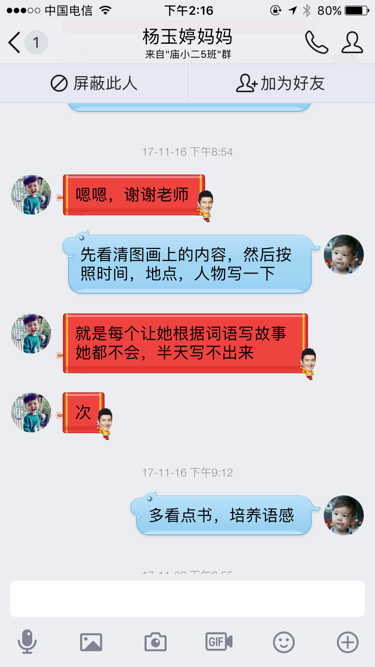 中国电信 下午2:16 80%
1 杨玉婷妈妈
来自"庙小二5班"群
屏蔽此人 加为好友
17-11-16 下午8:54
嗯嗯，谢谢老师
先看清图画上的内容，然后按
照时间，地点，人物写一下
就是每个让她根据词语写故事
她都不会，半天写不出来
次
17-11-16 下午9:12
多看点书，培养语感
GIF